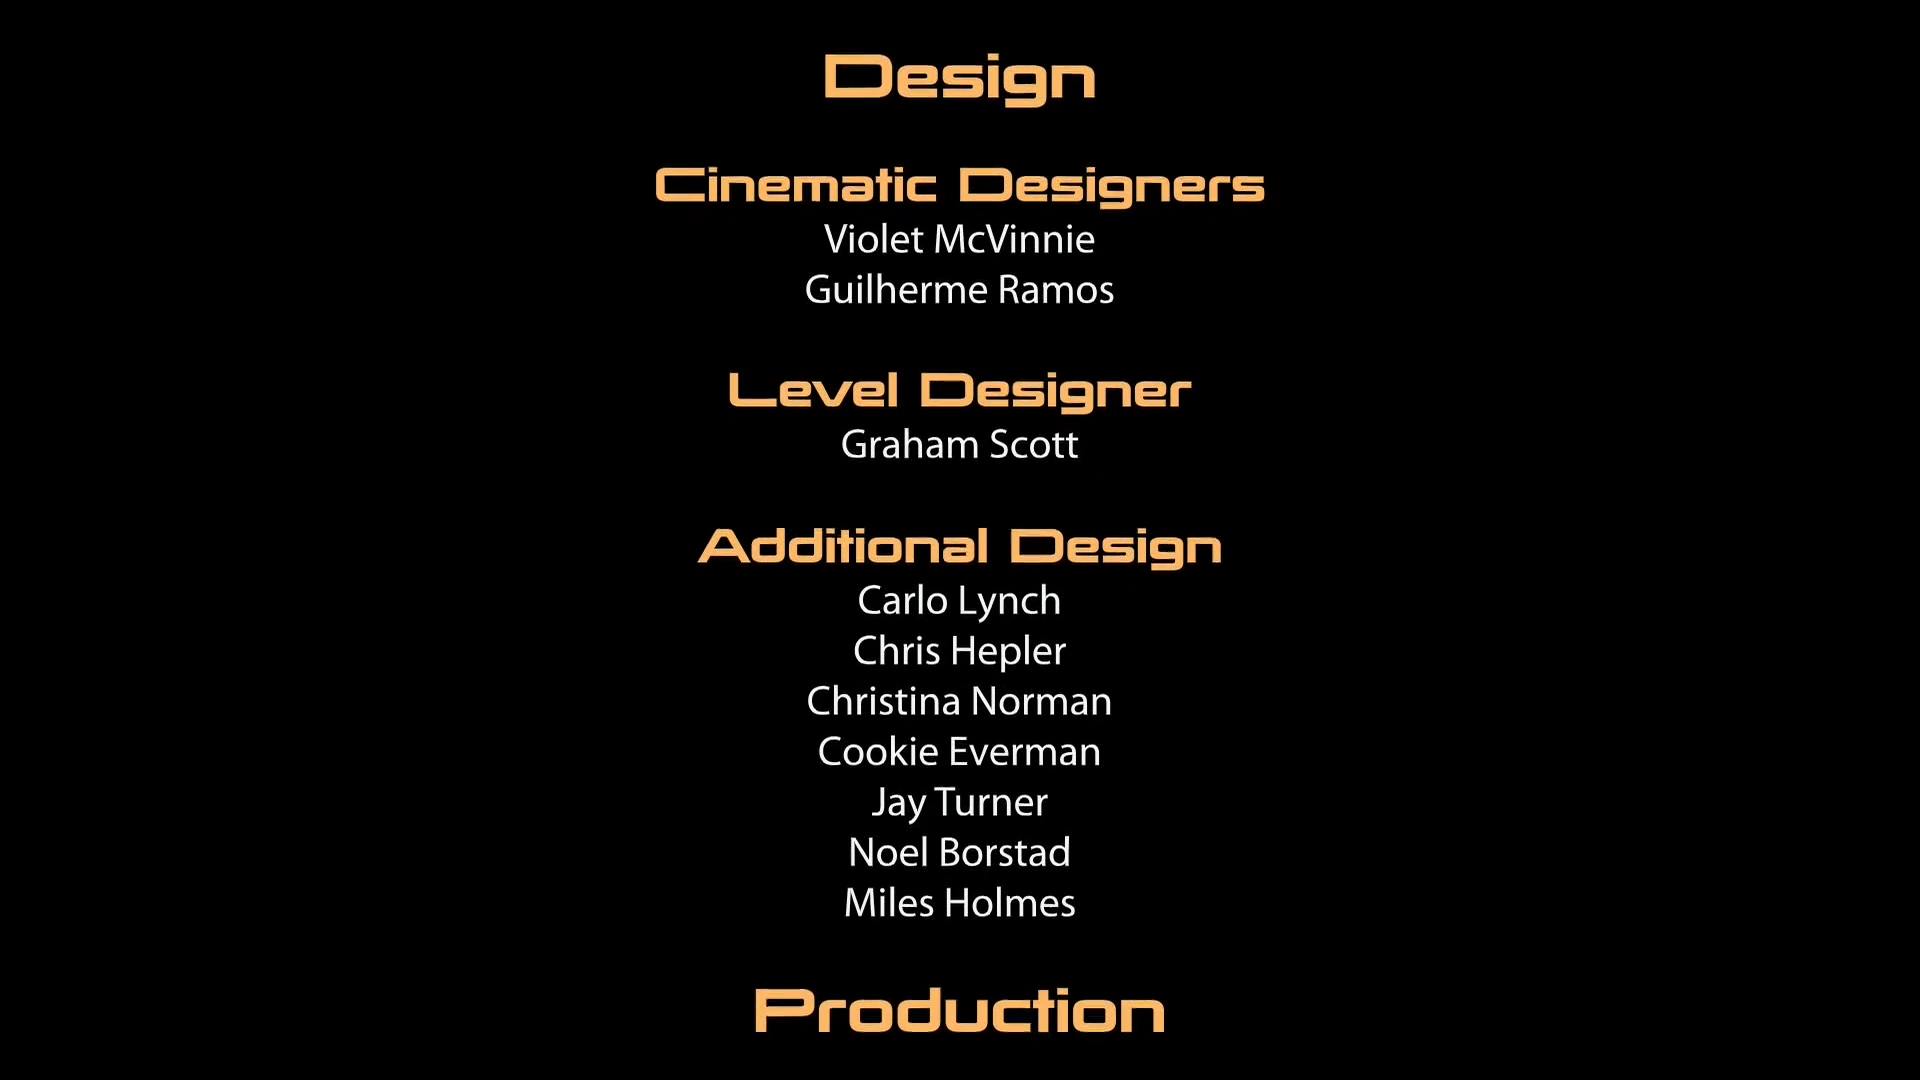 Design
Cinematic Designers
Violet McVinnie
Guilherme Ramos
Level Designer
Graham Scott
Additional Design
Carlo Lynch
Chris Hepler
Christina Norman
Cookie Everman
Jay Turner
Noel Borstad
Miles Holmes
Production